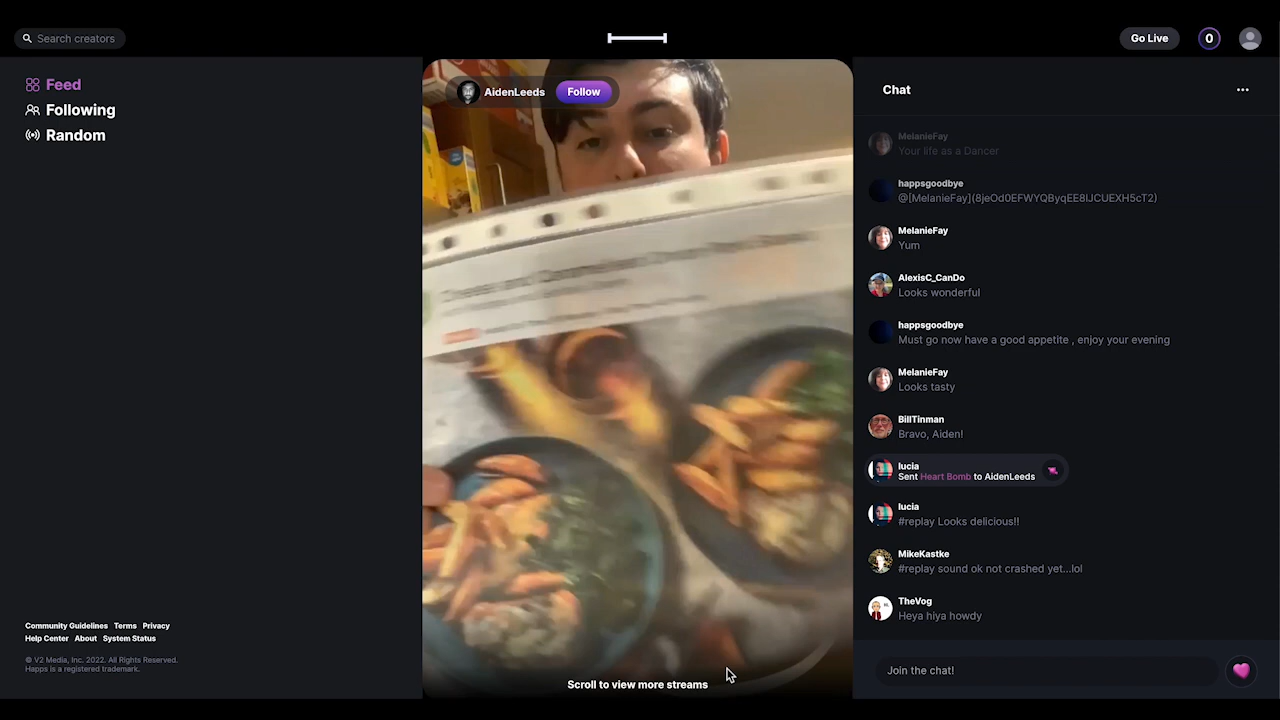 Search creators
Go Live
0
Feed
Following
Random
AidenLeeds
Follow
Scroll to view more streams
Chat
MelanieFay
Your life as a Dancer
happsgoodbye
@[MelanieFay](8jeOd0EFWYQByqEE8IJCUEXH5cT2)
MelanieFay
Yum
AlexisC_CanDo
Looks wonderful
happsgoodbye
Must go now have a good appetite , enjoy your evening
MelanieFay
Looks tasty
BillTinman
Bravo, Aiden!
lucia
Sent Heart Bomb to AidenLeeds
lucia
#replay Looks delicious!!
MikeKastke
#replay sound ok not crashed yet...lol
TheVog
Heya hiya howdy
Join the chat!
Community Guidelines Terms Privacy
Help Center About System Status
© V2 Media, Inc. 2022. All Rights Reserved.
Happs is a registered trademark.